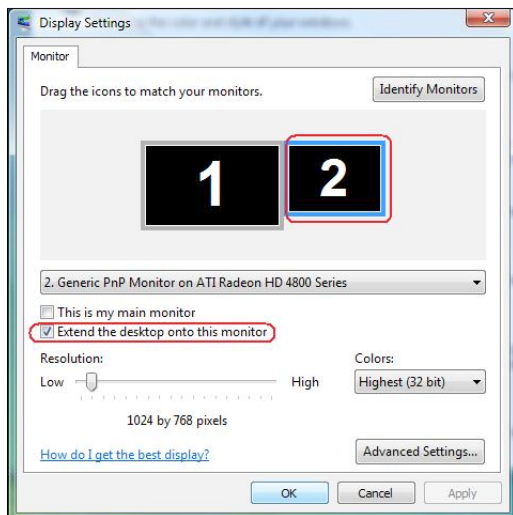 Display Settings
Monitor
Drag the icons to match your monitors.
Identify Monitors
1
2
2. Generic PnP Monitor on ATI Radeon HD 4800 Series
This is my main monitor
Extend the desktop onto this monitor
Resolution:
Colors:
Low
High
Highest (32 bit)
1024 by 768 pixels
How do I get the best display?
Advanced Settings...
OK
Cancel
Apply